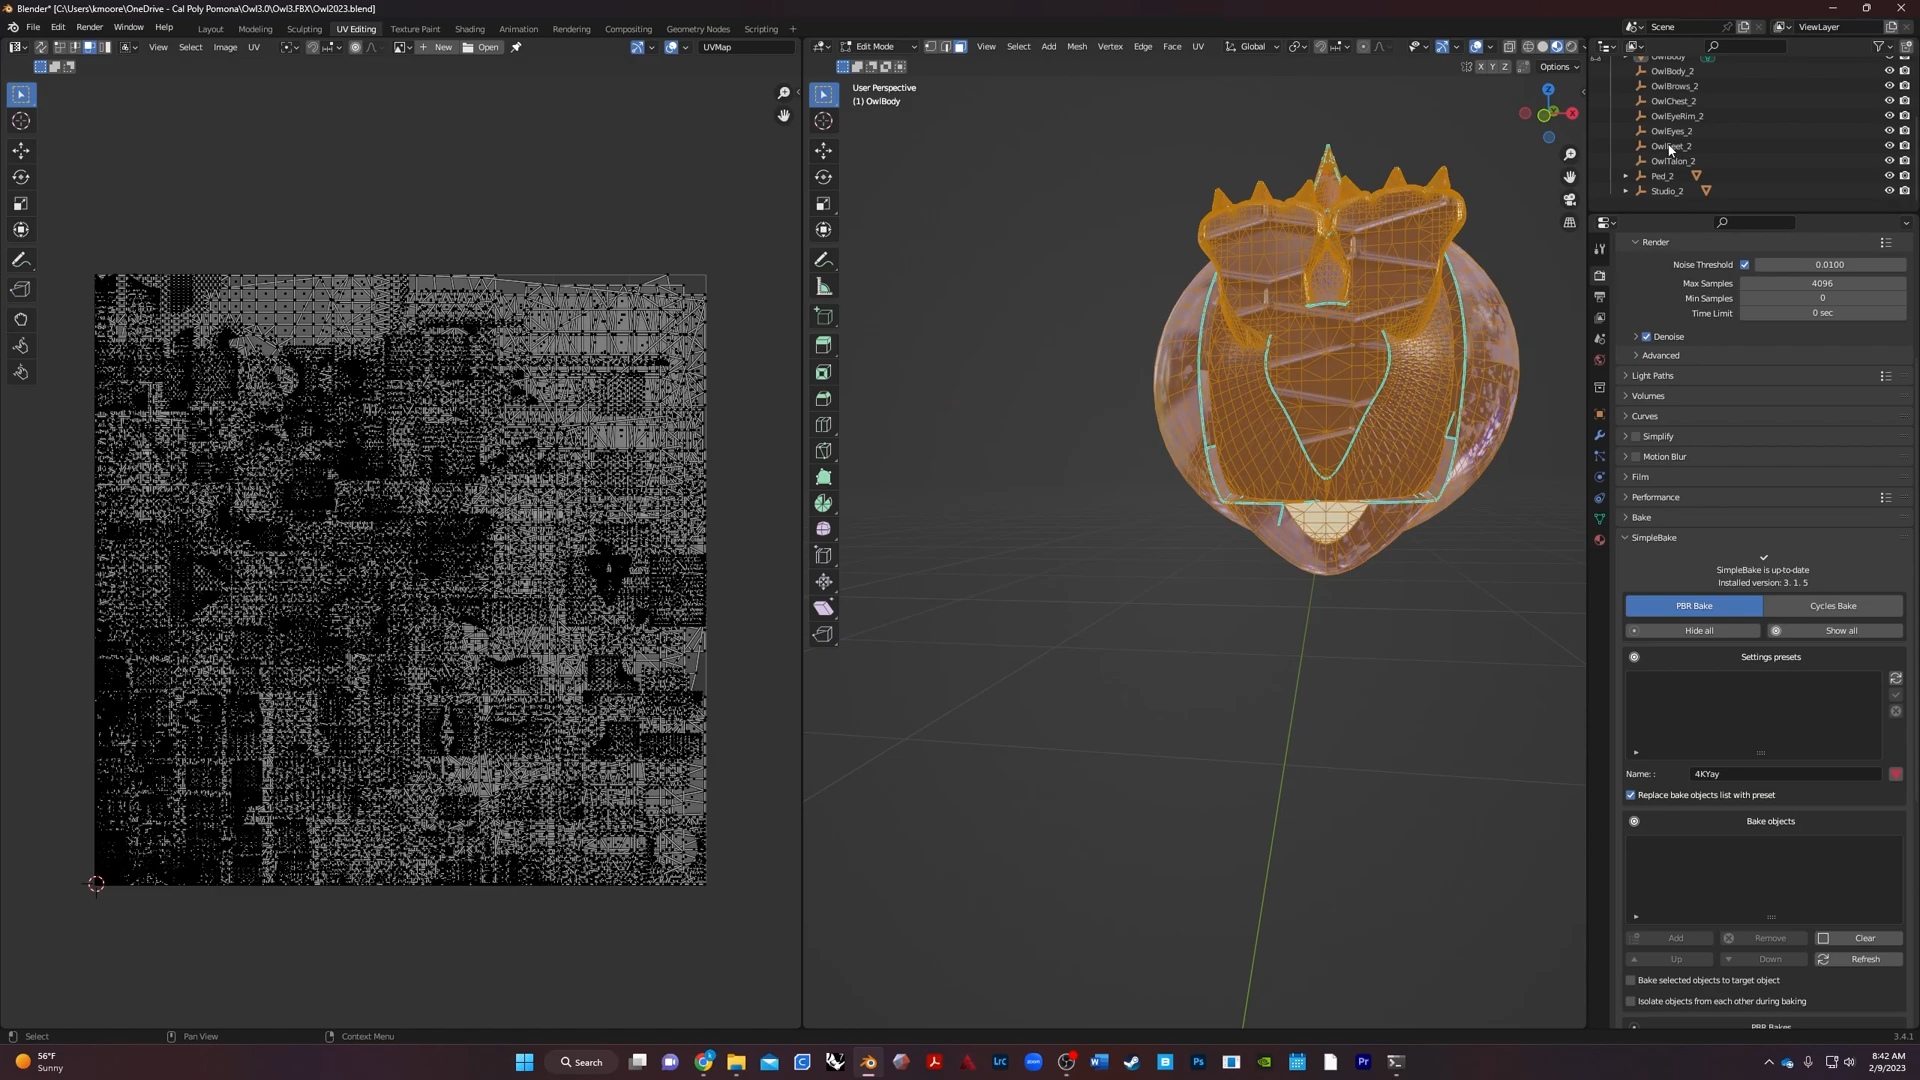 Blender* [C:\Users\kmoore\OneDrive - Cal Poly Pomona\Owl3.0\Owl3.FBX\Owl2023.blend]
File Edit Render Window Help Layout Modeling Sculpting UV Editing Texture Paint Shading Animation Rendering Compositing Geometry Nodes Scripting + Scene ViewLayer
View Select Image UV New Open UVMap Edit Mode View Select Add Mesh Vertex Edge Face UV Global
X Y Z Options
User Perspective
(1) OwlBody
Z
X
OwlBody
OwlBody_2
OwlBrows_2
OwlChest_2
OwlEyeRim_2
OwlEyes_2
OwlFeet_2
OwlTalon_2
Ped_2
Studio_2
Render
Noise Threshold 0.0100
Max Samples 4096
Min Samples 0
Time Limit 0 sec
Denoise
Advanced
Light Paths
Volumes
Curves
Simplify
Motion Blur
Film
Performance
Bake
SimpleBake
SimpleBake is up-to-date
Installed version: 3. 1. 5
PBR Bake Cycles Bake
Hide all Show all
Settings presets
Name: : 4KYay
Replace bake objects list with preset
Bake objects
Add Remove Clear
Up Down Refresh
Bake selected objects to target object
Isolate objects from each other during baking
PBR Bakes
Select Pan View Context Menu 3.4.1
56°F
Sunny
Search
8:42 AM
2/9/2023